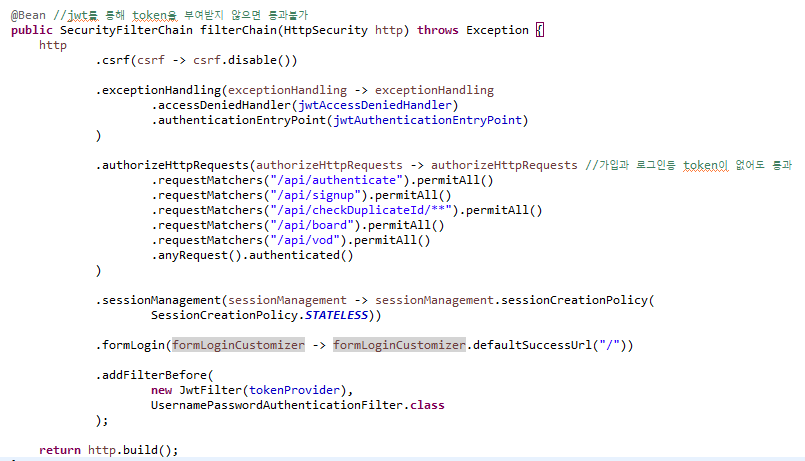 @Bean //jwt를 통해 token을 부여받지 않으면 통과불가
public SecurityFilterChain filterChain(HttpSecurity http) throws Exception {
http
.csrf(csrf -> csrf.disable())
.exceptionHandling(exceptionHandling -> exceptionHandling
.accessDeniedHandler(jwtAccessDeniedHandler)
.authenticationEntryPoint(jwtAuthenticationEntryPoint)
)
.authorizeHttpRequests(authorizeHttpRequests -> authorizeHttpRequests //가입과 로그인등 token이 없어도 통과
.requestMatchers("/api/authenticate").permitAll()
.requestMatchers("/api/signup").permitAll()
.requestMatchers("/api/checkDuplicateId/**").permitAll()
.requestMatchers("/api/board").permitAll()
.requestMatchers("/api/vod").permitAll()
.anyRequest().authenticated()
)
.sessionManagement(sessionManagement -> sessionManagement.sessionCreationPolicy(
SessionCreationPolicy.STATELESS))
.formLogin(formLoginCustomizer -> formLoginCustomizer.defaultSuccessUrl("/"))
.addFilterBefore(
new JwtFilter(tokenProvider),
UsernamePasswordAuthenticationFilter.class
);
return http.build();